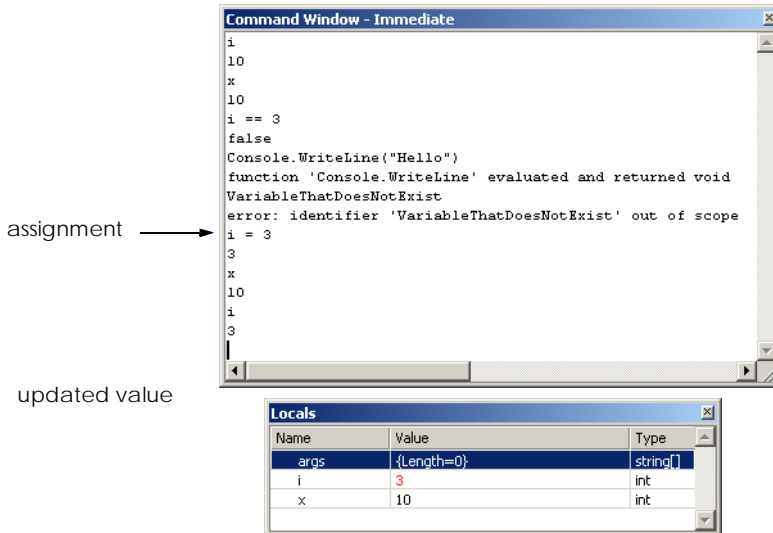 Command Window - Immediate
i
10
x
10
i == 3
false
Console.WriteLine("Hello")
function 'Console.WriteLine' evaluated and returned void
VariableThatDoesNotExist
error: identifier 'VariableThatDoesNotExist' out of scope
assignment
i = 3
3
x
10
i
3
updated value
Locals
Name Value Type
args {Length=0} string[]
i 3 int
x 10 int